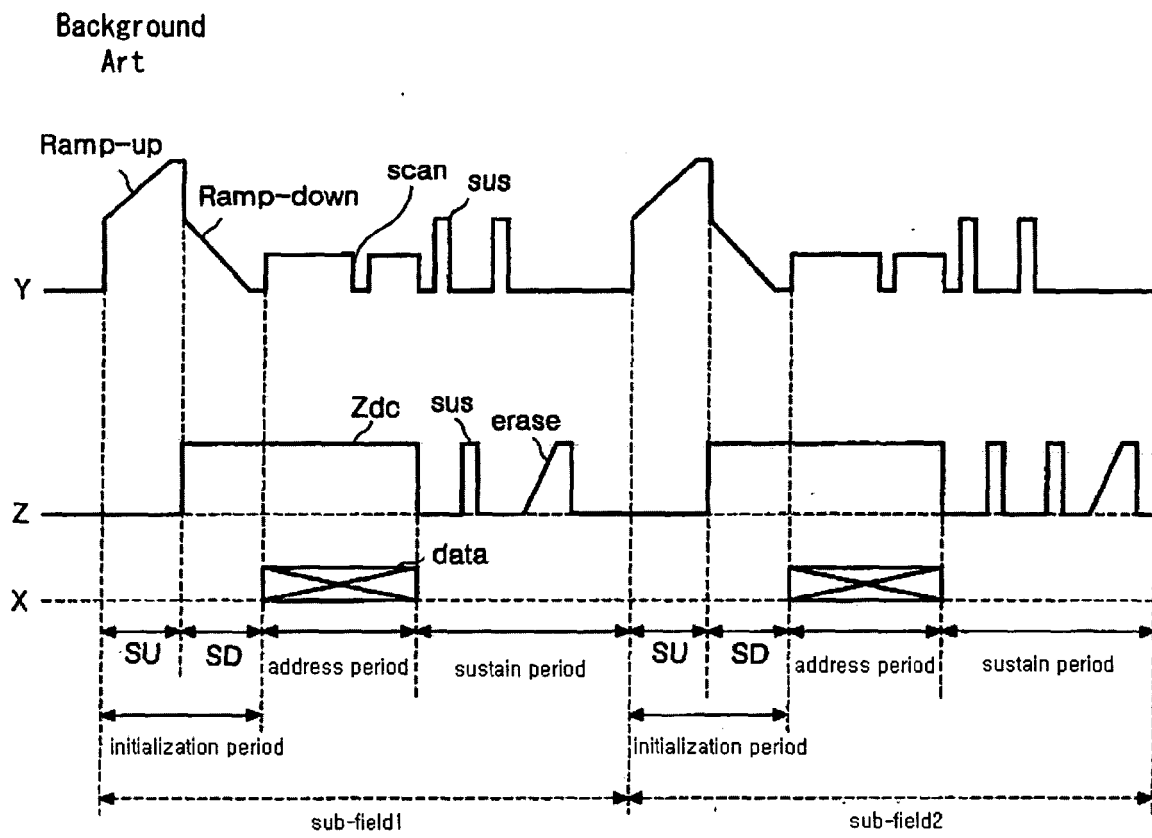 Background
Art
Ramp-up
Ramp-down
scan
sus
Y
Zdc
sus
erase
Z
data
X
SU
SD
address period
sustain period
SU
SD
address period
sustain period
initialization period
initialization period
sub-field1
sub-field2